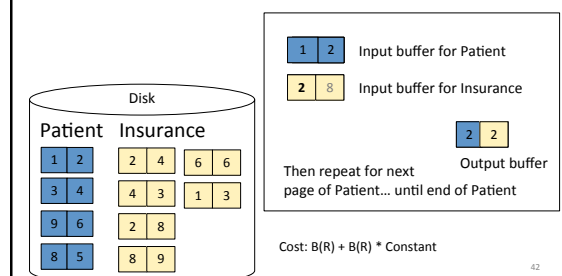 Disk
Patient Insurance
1 2
2 4
6 6
3 4
4 3
1 3
9 6
2 8
8 5
8 9
1 2 Input buffer for Patient
2 8 Input buffer for Insurance
2 2
Output buffer
Then repeat for next
page of Patient… until end of Patient
Cost: B(R) + B(R) * Constant
42